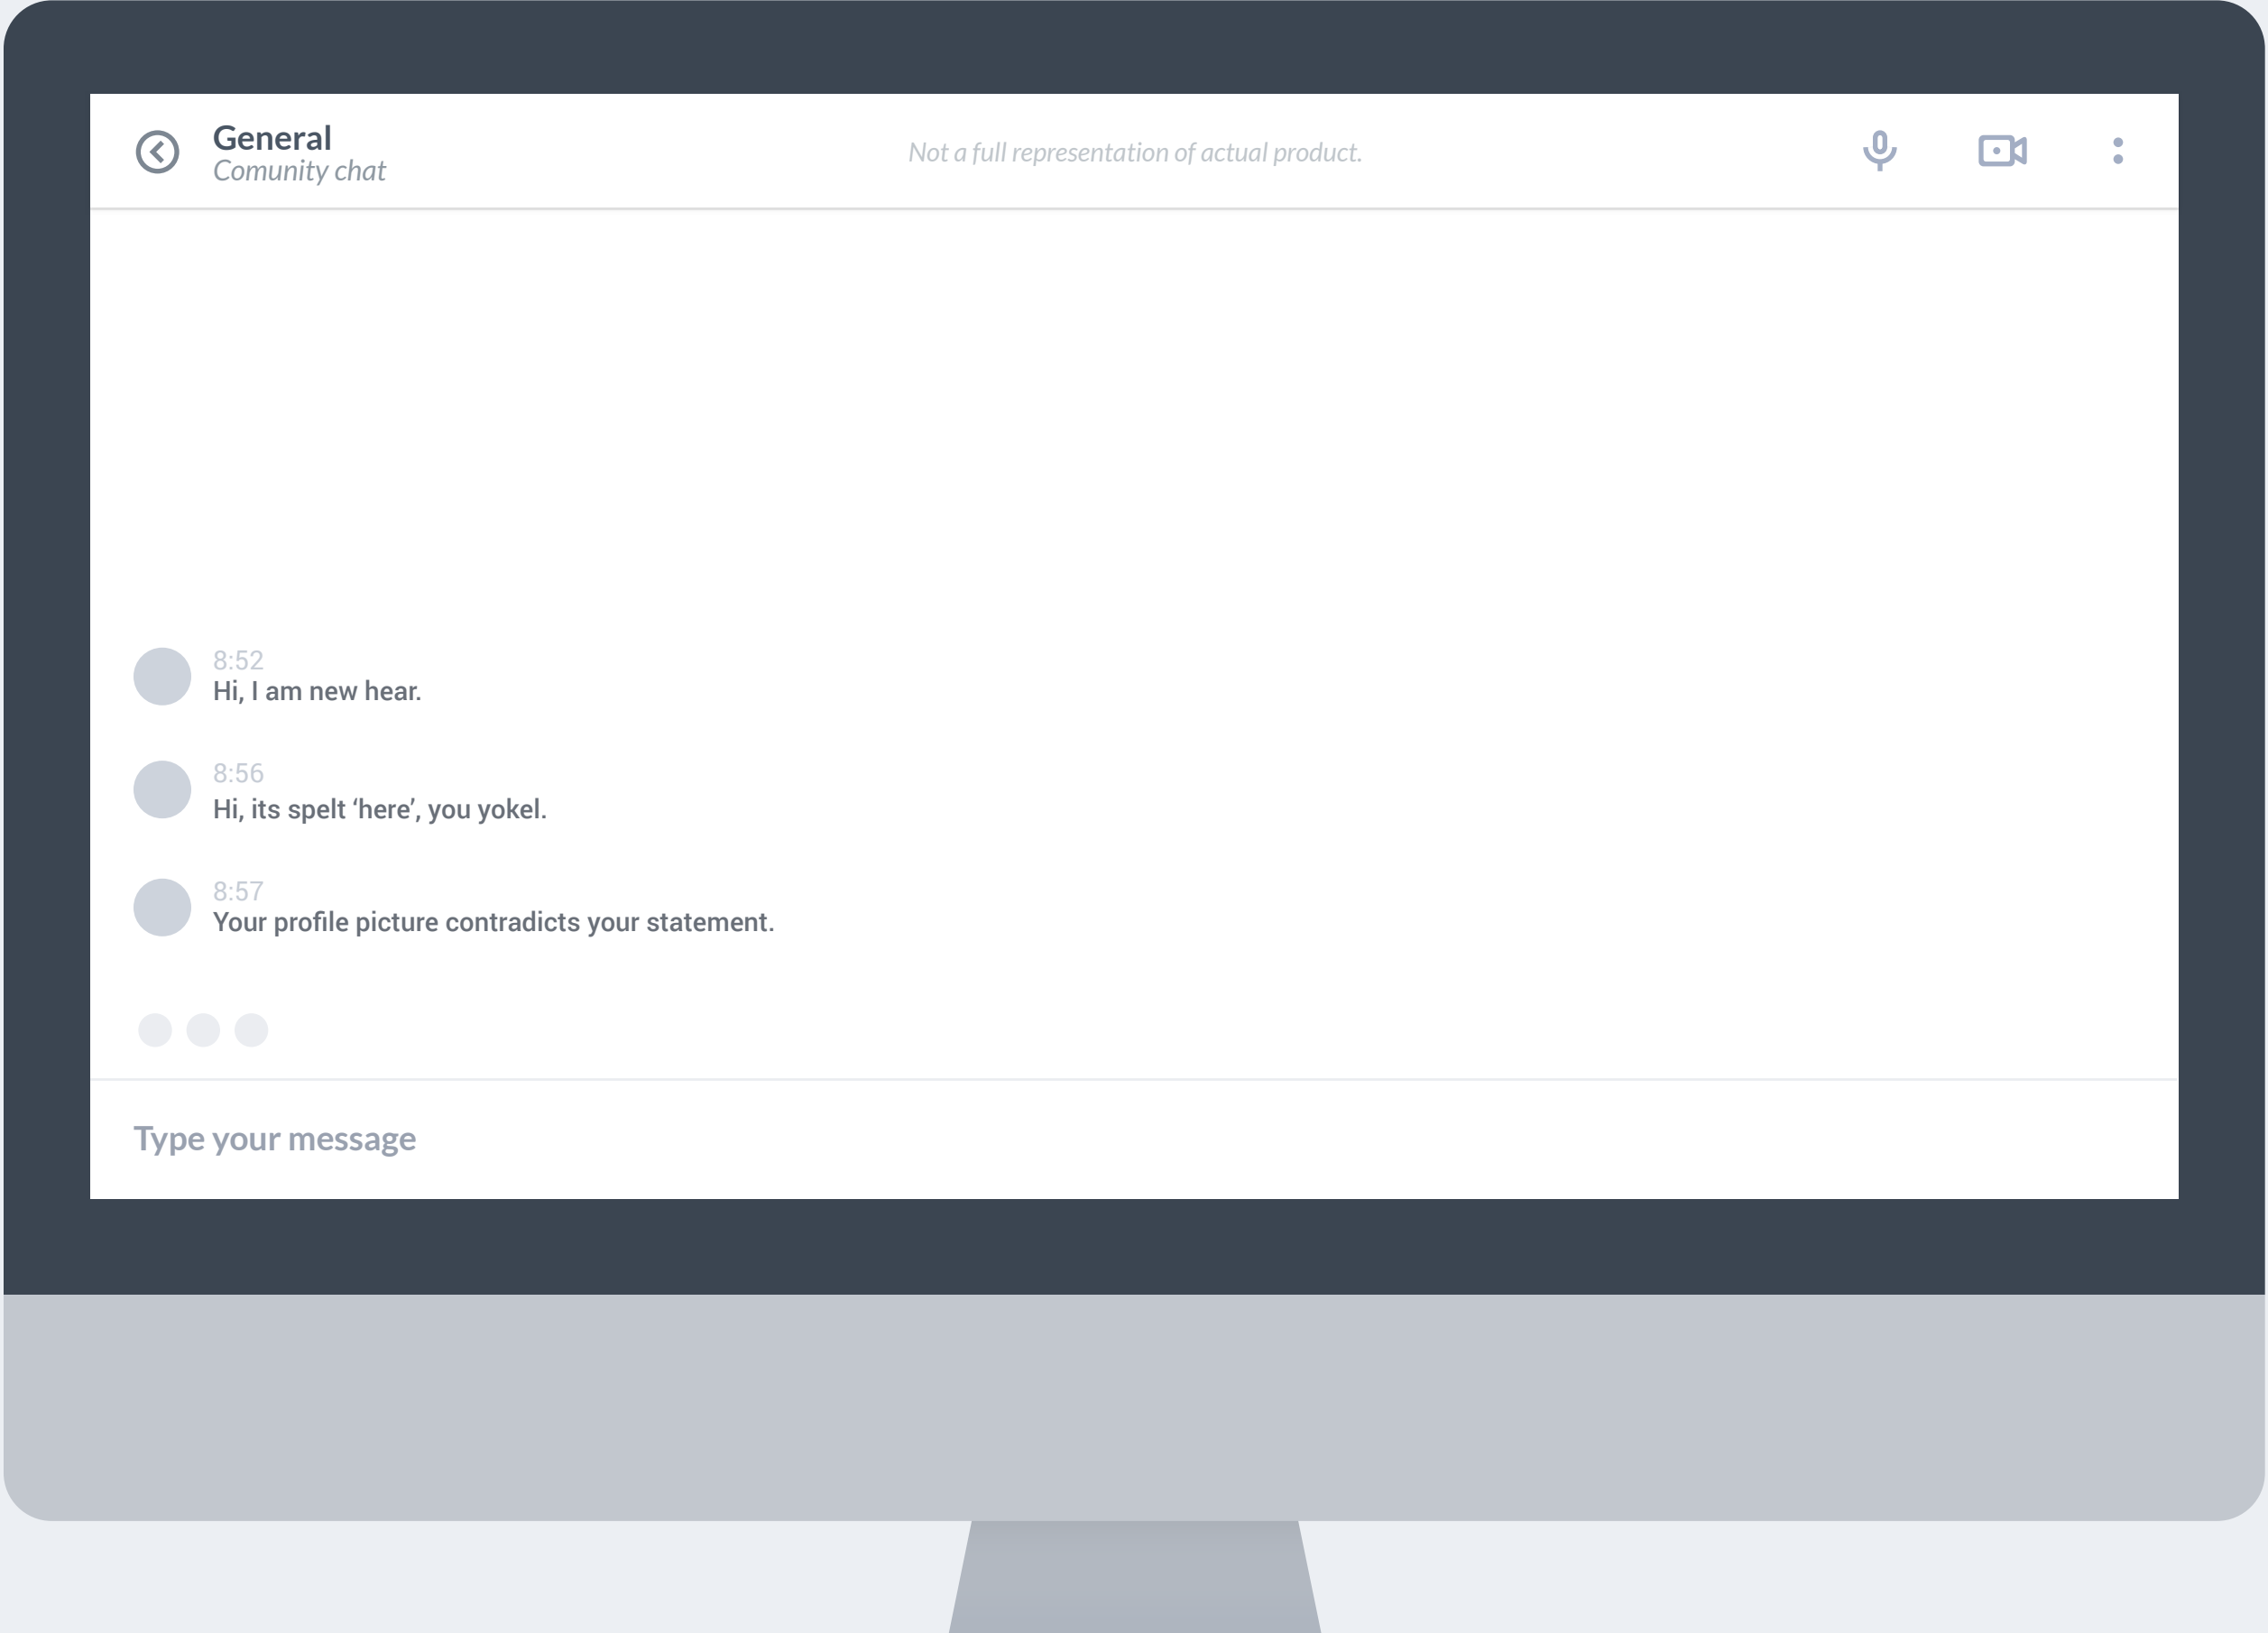 General
Comunity chat
Not a full representation of actual product.
8:52
Hi, I am new hear.
8:56
Hi, its spelt ‘here’, you yokel.
8:57
Your profile picture contradicts your statement.
Type your message